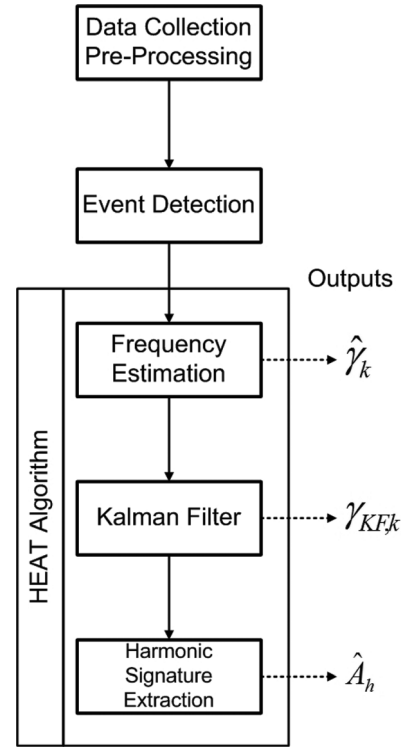 Data Collection
Pre-Processing
Event Detection
Outputs
HEAT Algorithm
Frequency
Estimation
γ̂k
Kalman Filter
γKF,k
Harmonic
Signature
Extraction
Âh